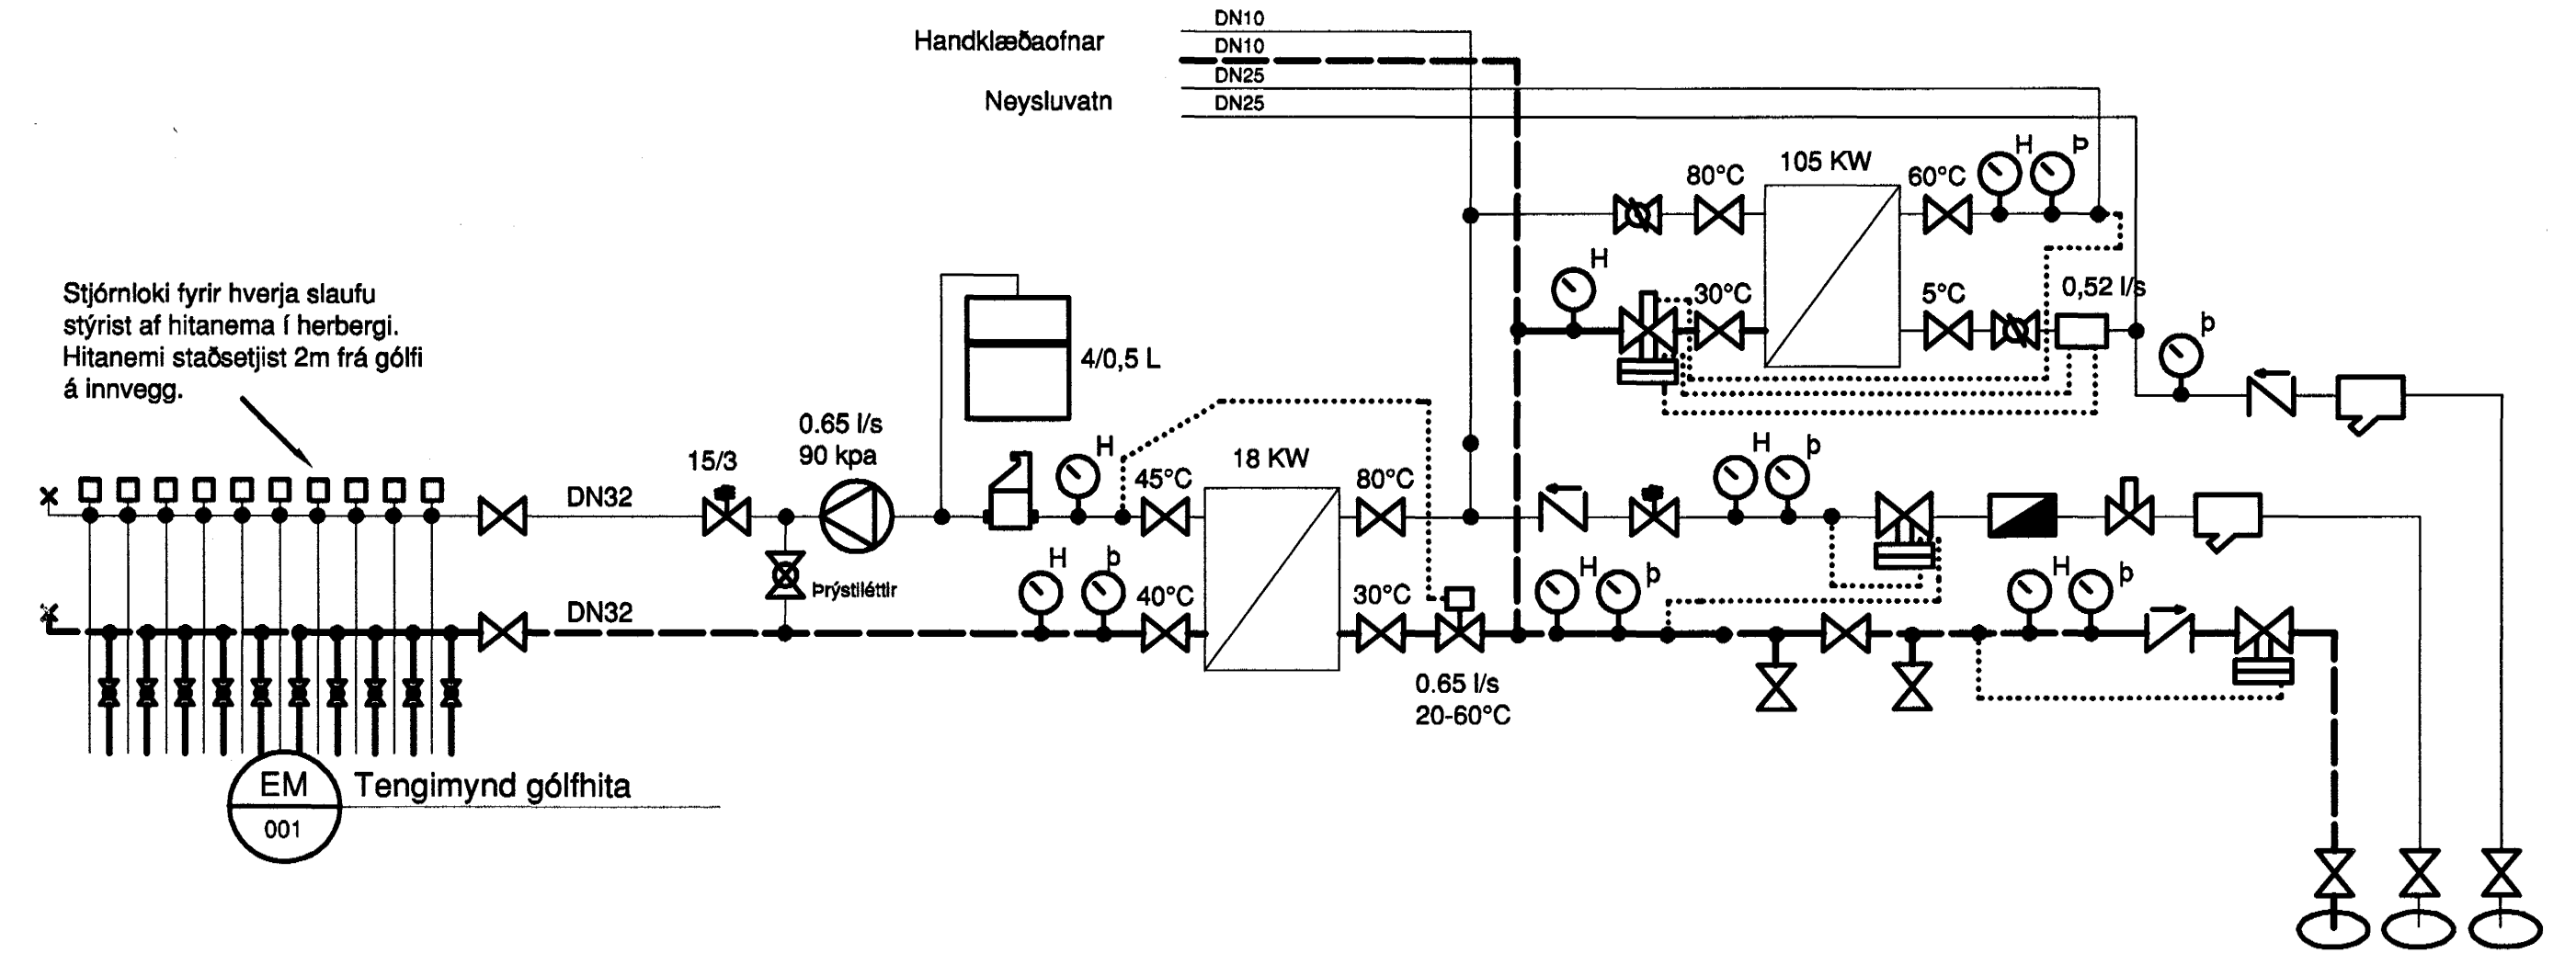 DN10
Handklæðaofnar
DN10
DN25
Neysluvatn
DN25
H
Þ
105 KW
80°C
60°C
H
30°C
5°C
0,52 l/s
þ
Stjórnloki fyrir hverja slaufu
stýrist af hitanema í herbergi.
Hitanemi staðsetjist 2m frá gólfi
á innvegg.
4/0,5 L
0.65 l/s
90 kpa
15/3
H
18 KW
H
þ
45°C
80°C
DN32
Þrýstiléttir
H
þ
40°C
30°C
H
þ
H
þ
DN32
0.65 l/s
20-60°C
EM
001
Tengimynd gólfhita